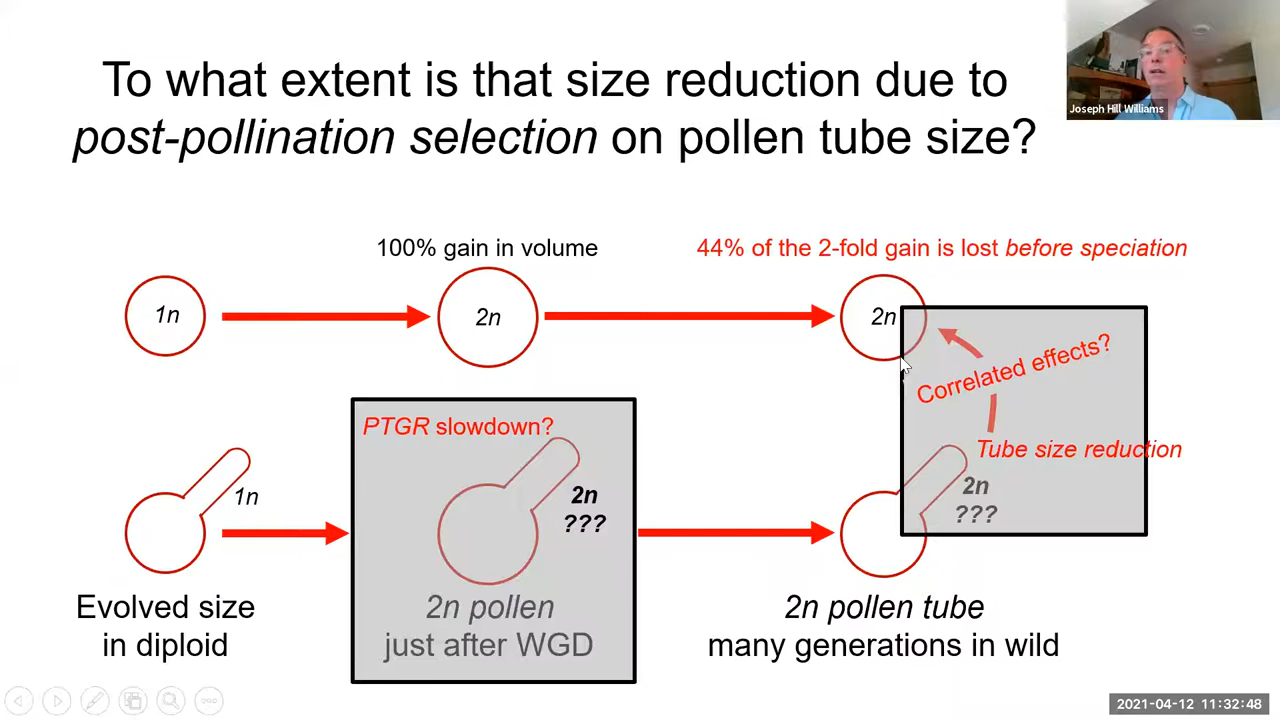 To what extent is that size reduction due to
post-pollination selection on pollen tube size?
Joseph Hill Williams
100% gain in volume
44% of the 2-fold gain is lost before speciation
1n
2n
2n
Correlated effects?
PTGR slowdown?
Tube size reduction
1n
2n
???
2n
???
Evolved size
in diploid
2n pollen
just after WGD
2n pollen tube
many generations in wild
2021-04-12 11:32:48